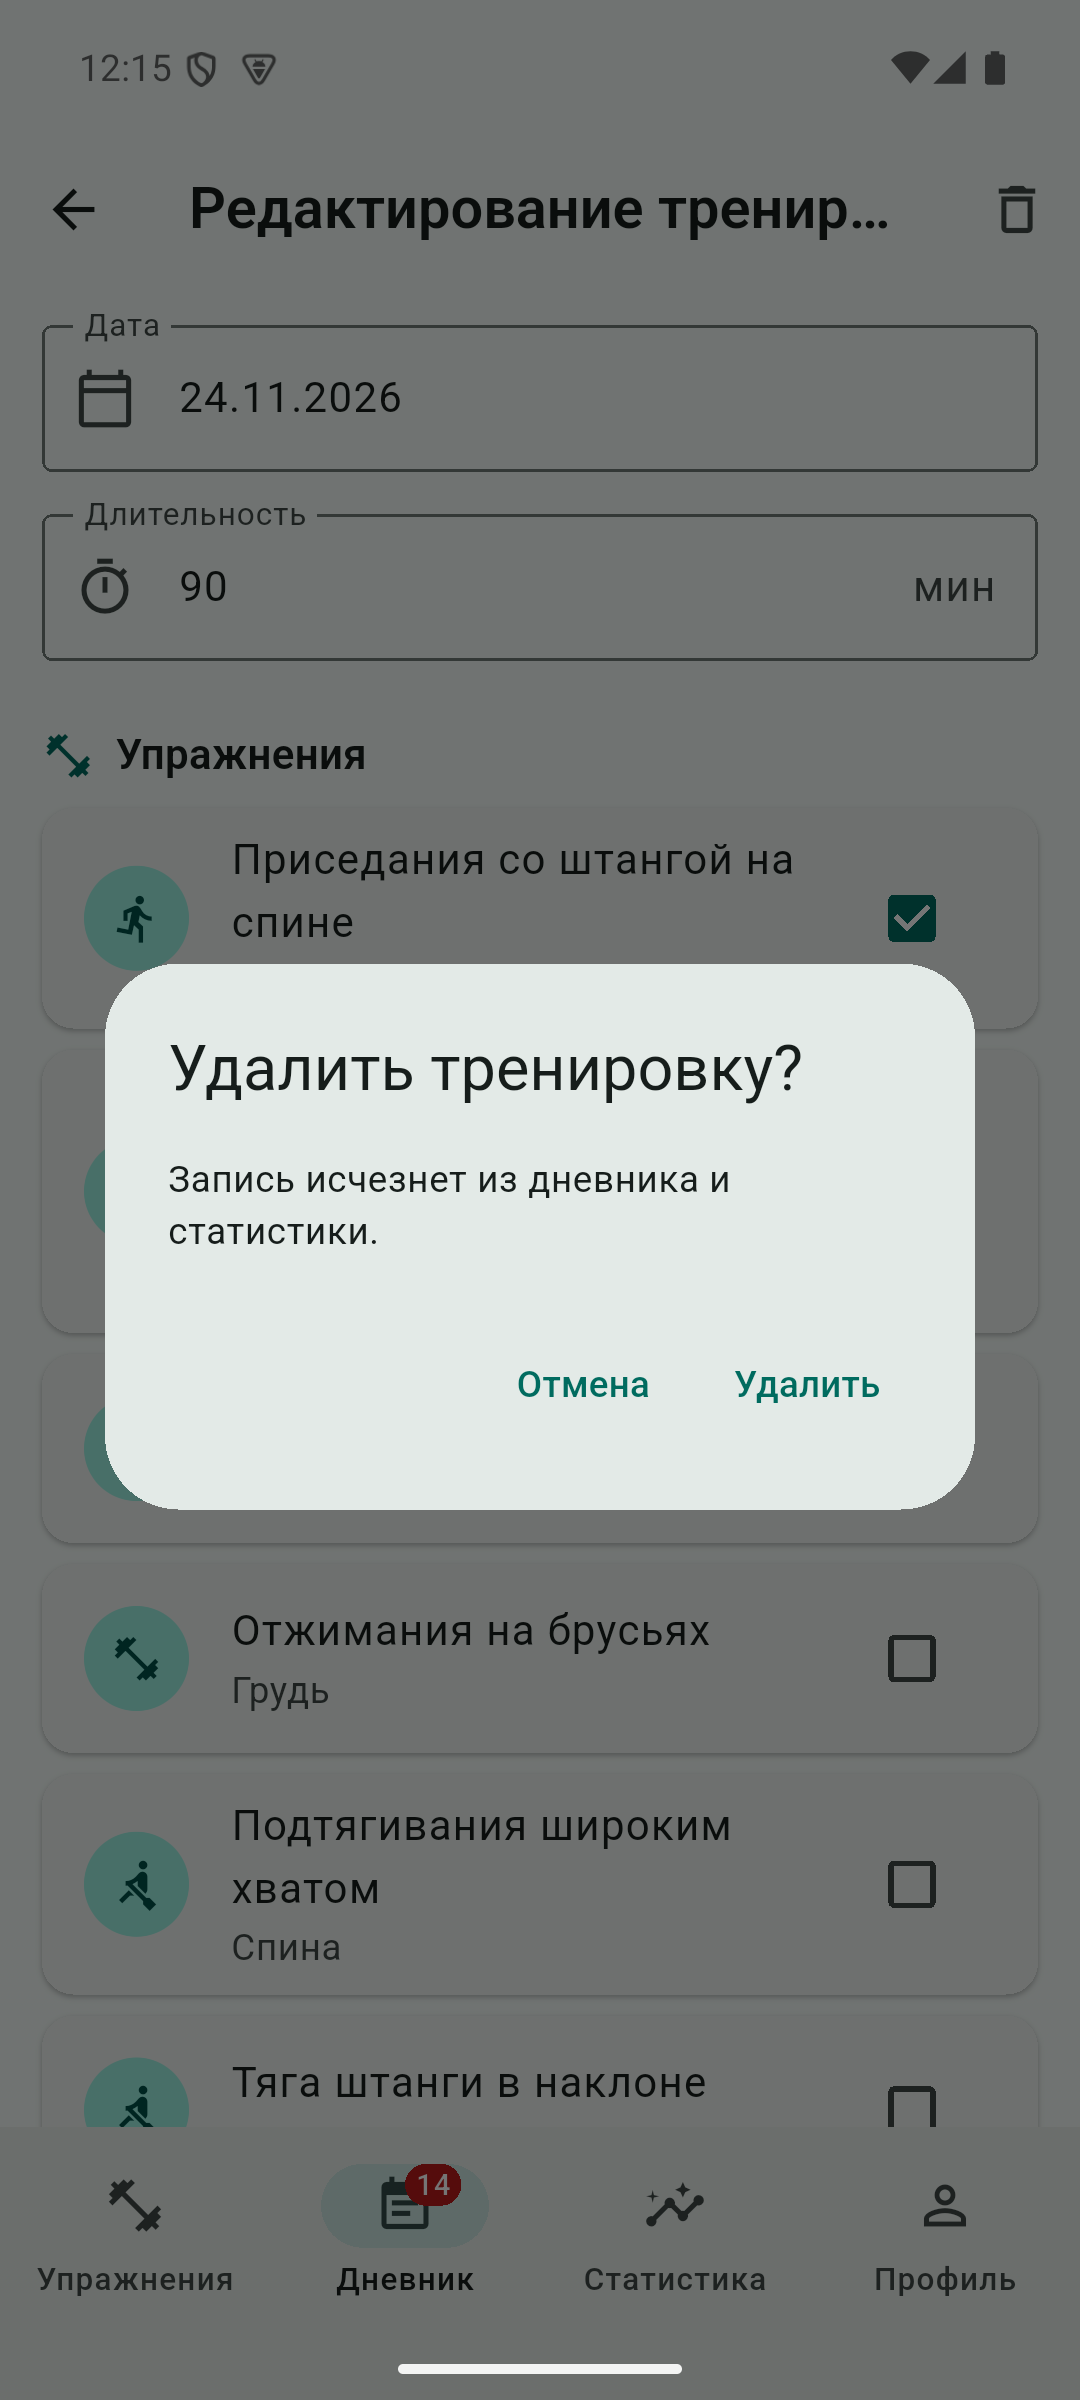 12:15
Редактирование тренир…
Дата
24.11.2026
Длительность
90 мин
Упражнения
Приседания со штангой на
спине
Удалить тренировку?
Запись исчезнет из дневника и
статистики.
Отмена Удалить
Отжимания на брусьях
Грудь
Подтягивания широким
хватом
Спина
Тяга штанги в наклоне
14
Упражнения Дневник Статистика Профиль